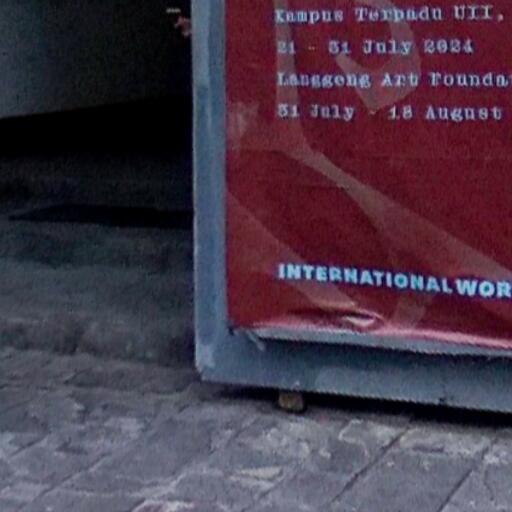 Kampus Terpadu UII,
21 - 31 July 2024
Langgeng Art Founda
31 July - 18 August
INTERNATIONAL WOR